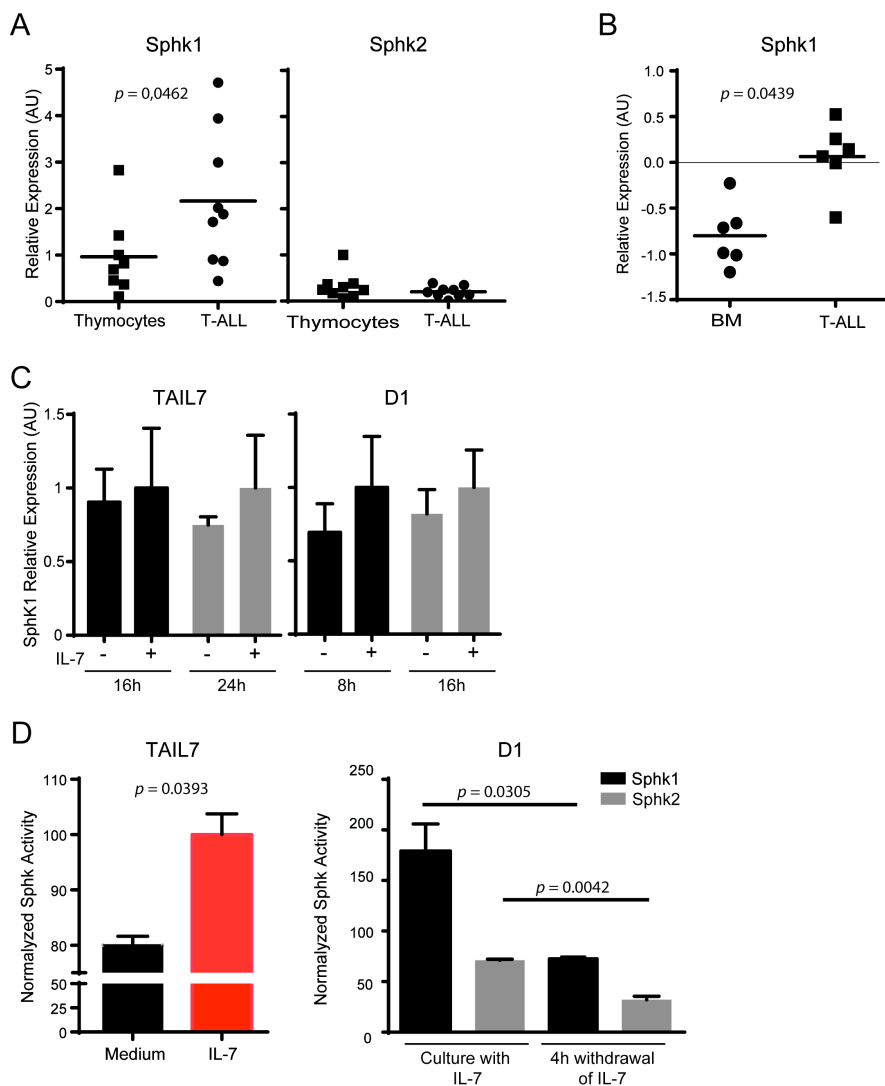 A
B
Sphk1
Sphk2
Sphk1
Relative Expression (AU)
5
4
3
2
1
0
p = 0,0462
Thymocytes
T-ALL
Thymocytes
T-ALL
Relative Expression (AU)
1.0
0.5
0.0
-0.5
-1.0
-1.5
p = 0.0439
BM
T-ALL
C
TAIL7
D1
SphK1 Relative Expression (AU)
1.5
1
0.5
0
IL-7
- + - +
- + - +
16h
24h
8h
16h
D
TAIL7
D1
Normalyzed Sphk Activity
110
100
90
80
50
25
0
p = 0.0393
Medium
IL-7
Normalyzed Sphk Activity
250
200
150
100
50
0
Sphk1
Sphk2
p = 0.0305
p = 0.0042
Culture with
IL-7
4h withdrawal
of IL-7